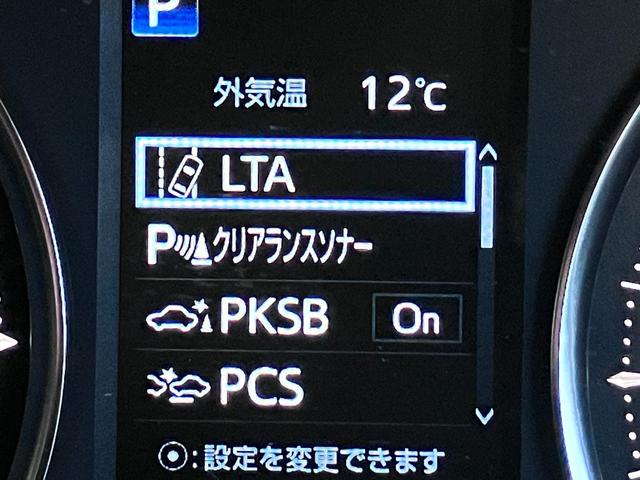 P
外気温 12℃
LTA
Pクリアランスソナー
PKSB On
PCS
⦿:設定を変更できます